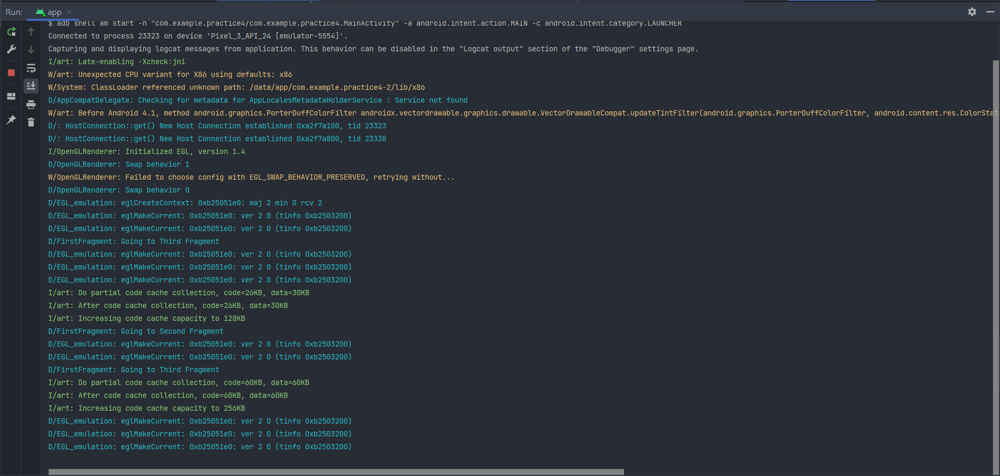 Run: app
$ adb shell am start -n "com.example.practice4/com.example.practice4.MainActivity" -a android.intent.action.MAIN -c android.intent.category.LAUNCHER
Connected to process 23323 on device 'Pixel_3_API_24 [emulator-5554]'.
Capturing and displaying logcat messages from application. This behavior can be disabled in the "Logcat output" section of the "Debugger" settings page.
I/art: Late-enabling -Xcheck:jni
W/art: Unexpected CPU variant for X86 using defaults: x86
W/System: ClassLoader referenced unknown path: /data/app/com.example.practice4-2/lib/x86
D/AppCompatDelegate: Checking for metadata for AppLocalesMetadataHolderService : Service not found
W/art: Before Android 4.1, method android.graphics.PorterDuffColorFilter androidx.vectordrawable.graphics.drawable.VectorDrawableCompat.updateTintFilter(android.graphics.PorterDuffColorFilter, android.content.res.ColorStat
D/: HostConnection::get() New Host Connection established 0xa2f7a100, tid 23323
D/: HostConnection::get() New Host Connection established 0xa2f7a800, tid 23338
I/OpenGLRenderer: Initialized EGL, version 1.4
D/OpenGLRenderer: Swap behavior 1
W/OpenGLRenderer: Failed to choose config with EGL_SWAP_BEHAVIOR_PRESERVED, retrying without...
D/OpenGLRenderer: Swap behavior 0
D/EGL_emulation: eglCreateContext: 0xb25051e0: maj 2 min 0 rcv 2
D/EGL_emulation: eglMakeCurrent: 0xb25051e0: ver 2 0 (tinfo 0xb2503200)
D/EGL_emulation: eglMakeCurrent: 0xb25051e0: ver 2 0 (tinfo 0xb2503200)
D/FirstFragment: Going to Third Fragment
D/EGL_emulation: eglMakeCurrent: 0xb25051e0: ver 2 0 (tinfo 0xb2503200)
D/EGL_emulation: eglMakeCurrent: 0xb25051e0: ver 2 0 (tinfo 0xb2503200)
D/EGL_emulation: eglMakeCurrent: 0xb25051e0: ver 2 0 (tinfo 0xb2503200)
I/art: Do partial code cache collection, code=26KB, data=30KB
I/art: After code cache collection, code=26KB, data=30KB
I/art: Increasing code cache capacity to 128KB
D/FirstFragment: Going to Second Fragment
D/EGL_emulation: eglMakeCurrent: 0xb25051e0: ver 2 0 (tinfo 0xb2503200)
D/EGL_emulation: eglMakeCurrent: 0xb25051e0: ver 2 0 (tinfo 0xb2503200)
D/FirstFragment: Going to Third Fragment
I/art: Do partial code cache collection, code=60KB, data=60KB
I/art: After code cache collection, code=60KB, data=60KB
I/art: Increasing code cache capacity to 256KB
D/EGL_emulation: eglMakeCurrent: 0xb25051e0: ver 2 0 (tinfo 0xb2503200)
D/EGL_emulation: eglMakeCurrent: 0xb25051e0: ver 2 0 (tinfo 0xb2503200)
D/EGL_emulation: eglMakeCurrent: 0xb25051e0: ver 2 0 (tinfo 0xb2503200)